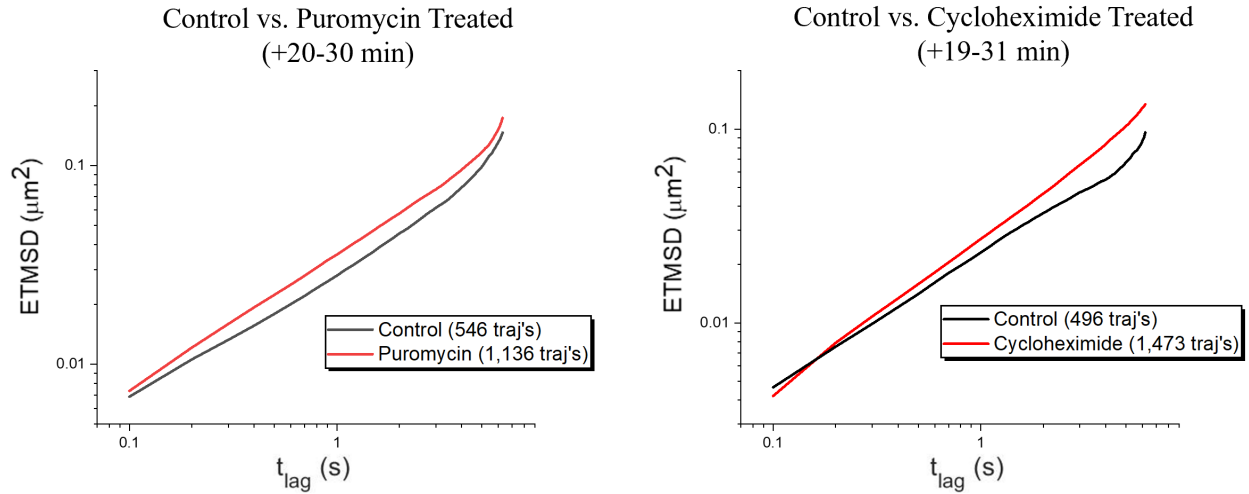 Control vs. Puromycin Treated
(+20-30 min)
ETMSD (μm²)
0.1
0.01
Control (546 traj's)
Puromycin (1,136 traj's)
0.1
1
t_lag (s)
Control vs. Cycloheximide Treated
(+19-31 min)
ETMSD (μm²)
0.1
0.01
Control (496 traj's)
Cycloheximide (1,473 traj's)
0.1
1
t_lag (s)